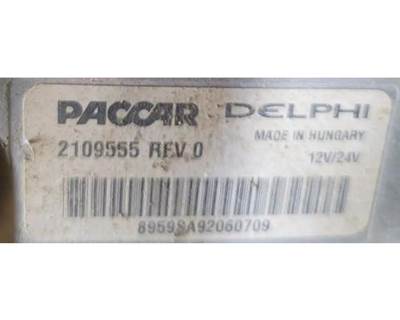 PACCAR DELPHI
MADE IN HUNGARY
2109555 REV 0
12V/24V
8959SA92060709